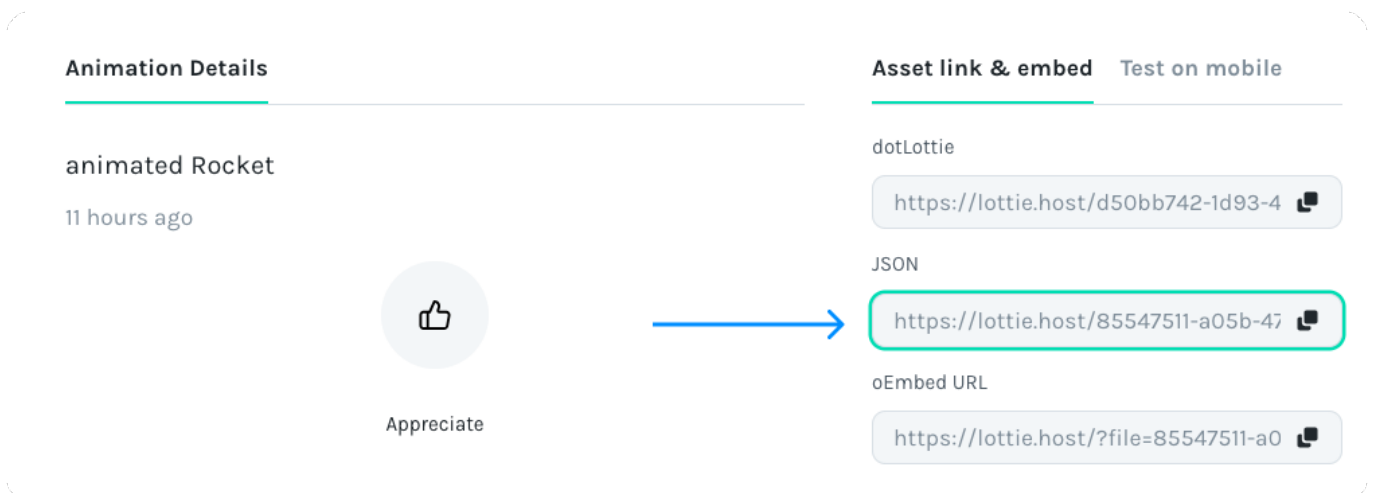 Animation Details
animated Rocket
11 hours ago
Appreciate
Asset link & embed
Test on mobile
dotLottie
https://lottie.host/d50bb742-1d93-4
JSON
https://lottie.host/85547511-a05b-47
oEmbed URL
https://lottie.host/?file=85547511-a0